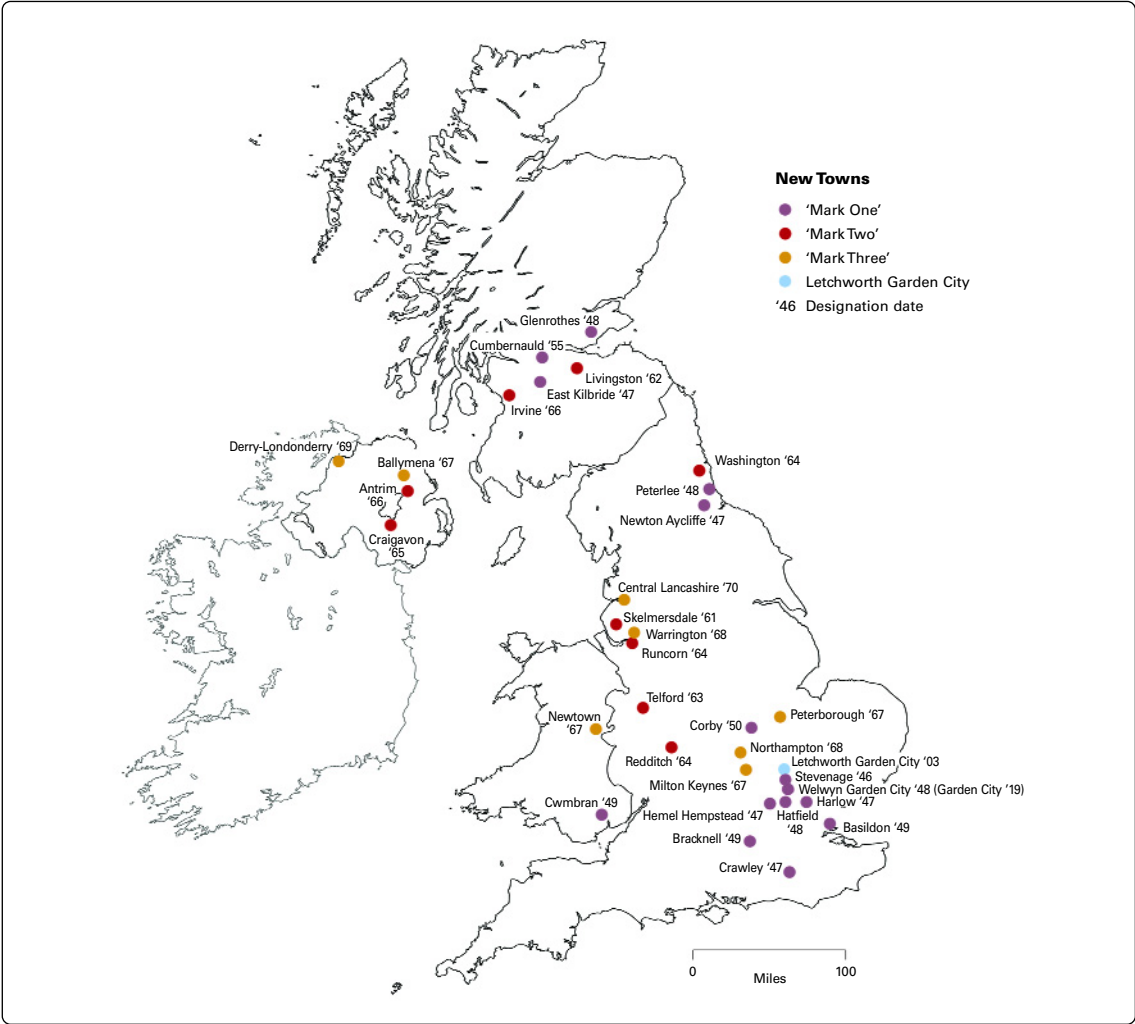 New Towns
‘Mark One’
‘Mark Two’
‘Mark Three’
Letchworth Garden City
‘46 Designation date
Glenrothes ‘48
Cumbernauld ‘55
Livingston ‘62
East Kilbride ‘47
Irvine ‘66
Derry-Londonderry ‘69
Ballymena ‘67
Antrim
‘66
Craigavon
‘65
Washington ‘64
Peterlee ‘48
Newton Aycliffe ‘47
Central Lancashire ‘70
Skelmersdale ‘61
Warrington ‘68
Runcorn ‘64
Telford ‘63
Newtown
‘67
Corby ‘50
Peterborough ‘67
Redditch ‘64
Northampton ‘68
Letchworth Garden City ‘03
Stevenage ‘46
Milton Keynes ‘67
Welwyn Garden City ‘48 (Garden City ‘19)
Cwmbran ‘49
Hemel Hempstead ‘47
Hatfield
‘48
Harlow ‘47
Basildon ‘49
Bracknell ‘49
Crawley ‘47
0 100
Miles